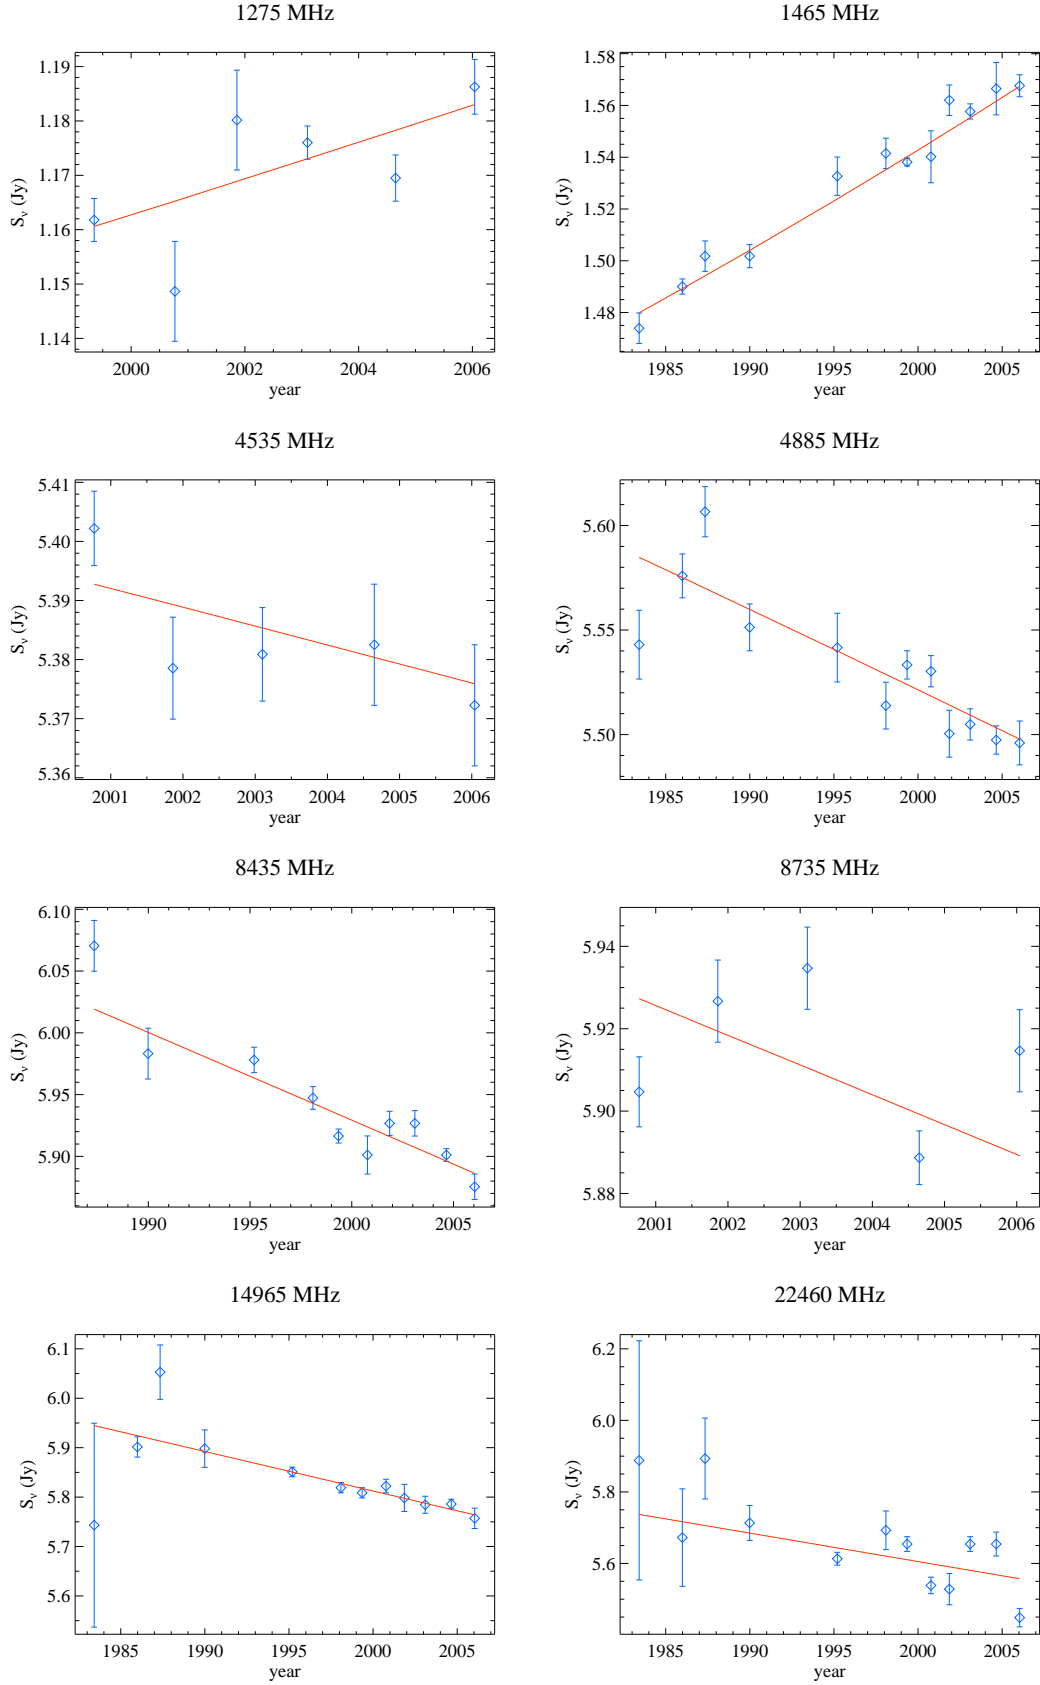 1275 MHz
1.19
1.18
1.17
1.16
1.15
1.14
S_ν (Jy)
2000 2002 2004 2006
year
1465 MHz
1.58
1.56
1.54
1.52
1.50
1.48
S_ν (Jy)
1985 1990 1995 2000 2005
year
4535 MHz
5.41
5.40
5.39
5.38
5.37
5.36
S_ν (Jy)
2001 2002 2003 2004 2005 2006
year
4885 MHz
5.60
5.55
5.50
S_ν (Jy)
1985 1990 1995 2000 2005
year
8435 MHz
6.10
6.05
6.00
5.95
5.90
S_ν (Jy)
1990 1995 2000 2005
year
8735 MHz
5.94
5.92
5.90
5.88
S_ν (Jy)
2001 2002 2003 2004 2005 2006
year
14965 MHz
6.1
6.0
5.9
5.8
5.7
5.6
S_ν (Jy)
1985 1990 1995 2000 2005
year
22460 MHz
6.2
6.0
5.8
5.6
S_ν (Jy)
1985 1990 1995 2000 2005
year